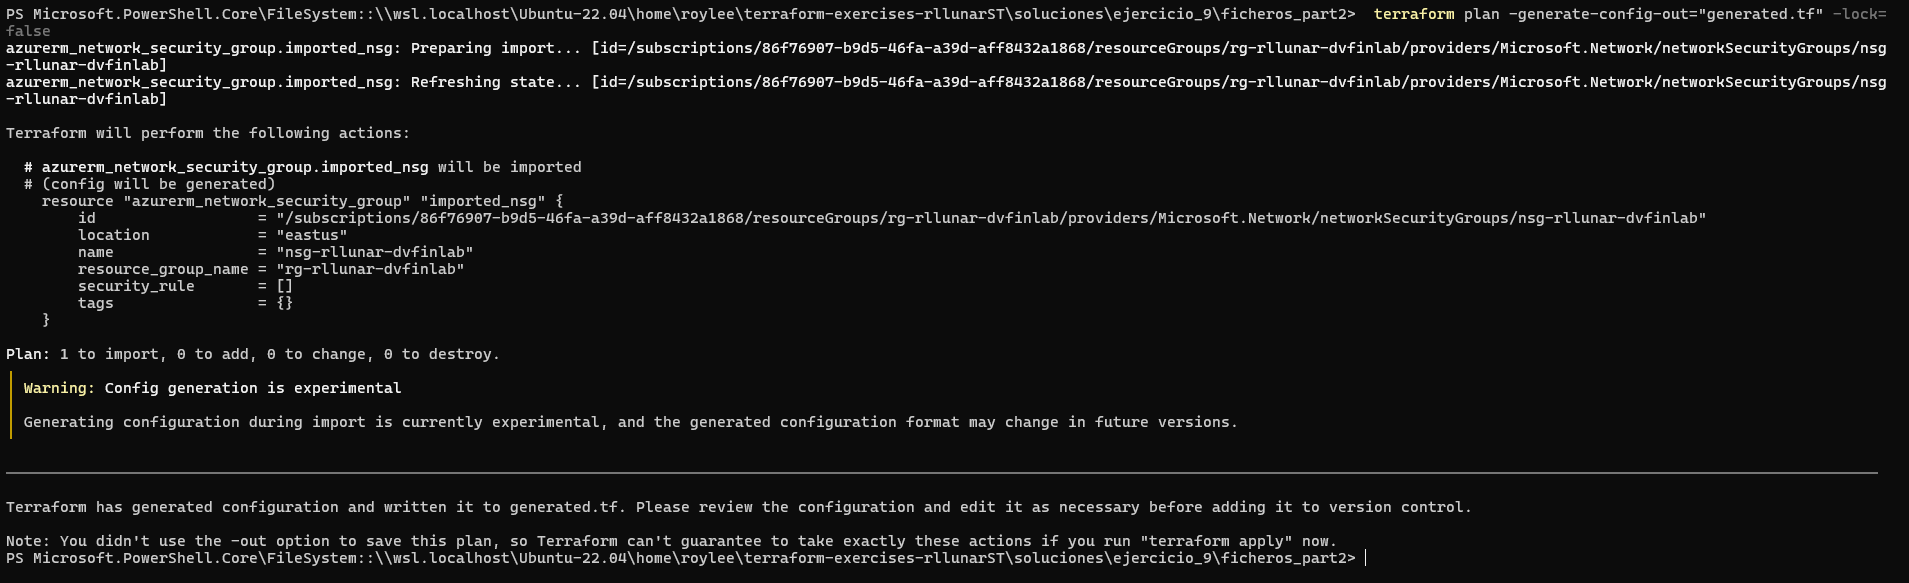 PS Microsoft.PowerShell.Core\FileSystem::\\wsl.localhost\Ubuntu-22.04\home\roylee\terraform-exercises-rllunarST\soluciones\ejercicio_9\ficheros_part2>  terraform plan -generate-config-out="generated.tf" -lock=
false
azurerm_network_security_group.imported_nsg: Preparing import... [id=/subscriptions/86f76907-b9d5-46fa-a39d-aff8432a1868/resourceGroups/rg-rllunar-dvfinlab/providers/Microsoft.Network/networkSecurityGroups/nsg
-rllunar-dvfinlab]
azurerm_network_security_group.imported_nsg: Refreshing state... [id=/subscriptions/86f76907-b9d5-46fa-a39d-aff8432a1868/resourceGroups/rg-rllunar-dvfinlab/providers/Microsoft.Network/networkSecurityGroups/nsg
-rllunar-dvfinlab]
Terraform will perform the following actions:
  # azurerm_network_security_group.imported_nsg will be imported
  # (config will be generated)
    resource "azurerm_network_security_group" "imported_nsg" {
        id                  = "/subscriptions/86f76907-b9d5-46fa-a39d-aff8432a1868/resourceGroups/rg-rllunar-dvfinlab/providers/Microsoft.Network/networkSecurityGroups/nsg-rllunar-dvfinlab"
        location            = "eastus"
        name                = "nsg-rllunar-dvfinlab"
        resource_group_name = "rg-rllunar-dvfinlab"
        security_rule       = []
        tags                = {}
    }
Plan: 1 to import, 0 to add, 0 to change, 0 to destroy.
Warning: Config generation is experimental
Generating configuration during import is currently experimental, and the generated configuration format may change in future versions.
Terraform has generated configuration and written it to generated.tf. Please review the configuration and edit it as necessary before adding it to version control.
Note: You didn't use the -out option to save this plan, so Terraform can't guarantee to take exactly these actions if you run "terraform apply" now.
PS Microsoft.PowerShell.Core\FileSystem::\\wsl.localhost\Ubuntu-22.04\home\roylee\terraform-exercises-rllunarST\soluciones\ejercicio_9\ficheros_part2>